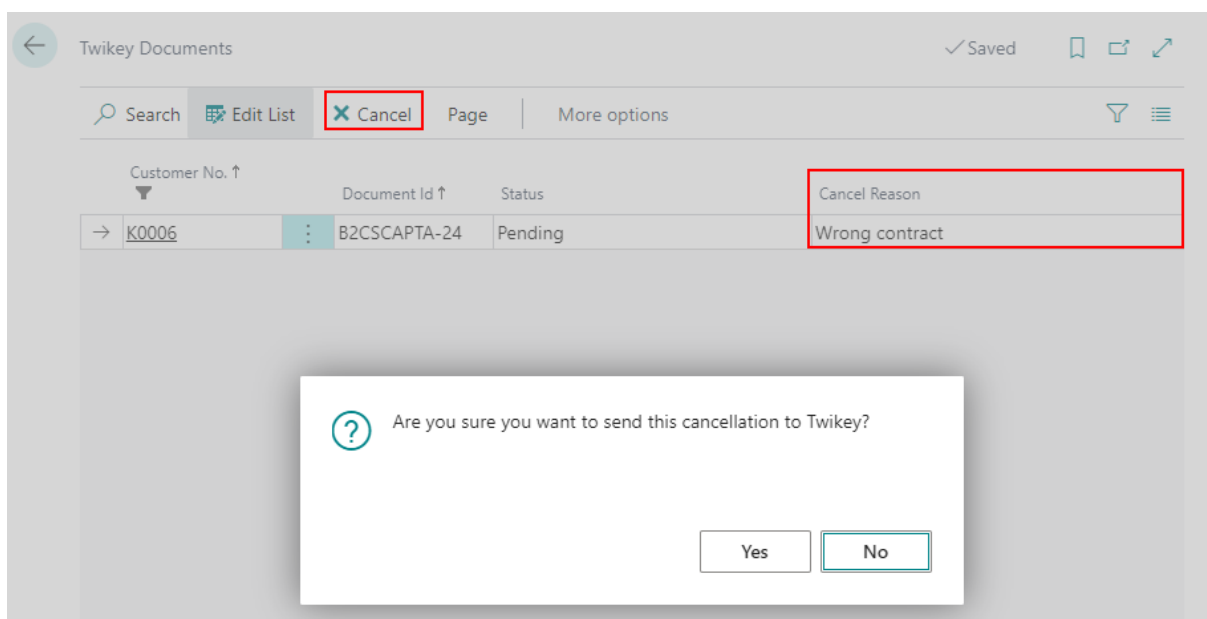 Twikey Documents Saved
Search Edit List Cancel Page More options
Customer No. ↑
Document Id ↑ Status Cancel Reason
K0006 B2CSCAPTA-24 Pending Wrong contract
Are you sure you want to send this cancellation to Twikey?
Yes No